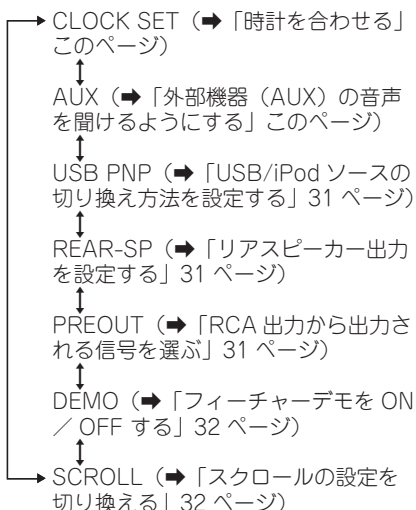 CLOCK SET（➡「時計を合わせる」
このページ）
AUX（➡「外部機器（AUX）の音声
を聞けるようにする」このページ）
USB PNP（➡「USB/iPod ソースの
切り換え方法を設定する」31 ページ）
REAR-SP（➡「リアスピーカー出力
を設定する」31 ページ）
PREOUT（➡「RCA 出力から出力さ
れる信号を選ぶ」31 ページ）
DEMO（➡「フィーチャーデモを ON
／ OFF する」32 ページ）
SCROLL（➡「スクロールの設定を
切り換える」32 ページ）